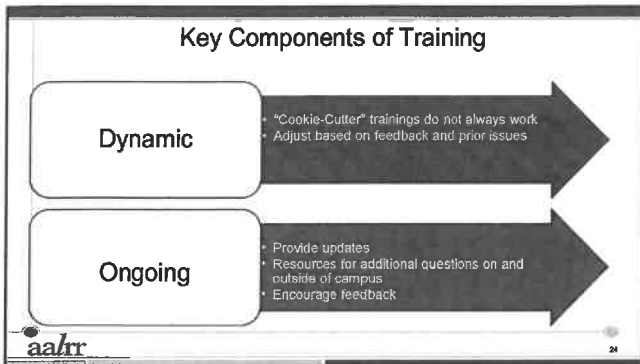 Key Components of Training
Dynamic
• "Cookie-Cutter" trainings do not always work
• Adjust based on feedback and prior issues
Ongoing
• Provide updates
• Resources for additional questions on and
outside of campus
• Encourage feedback
aalrr
24